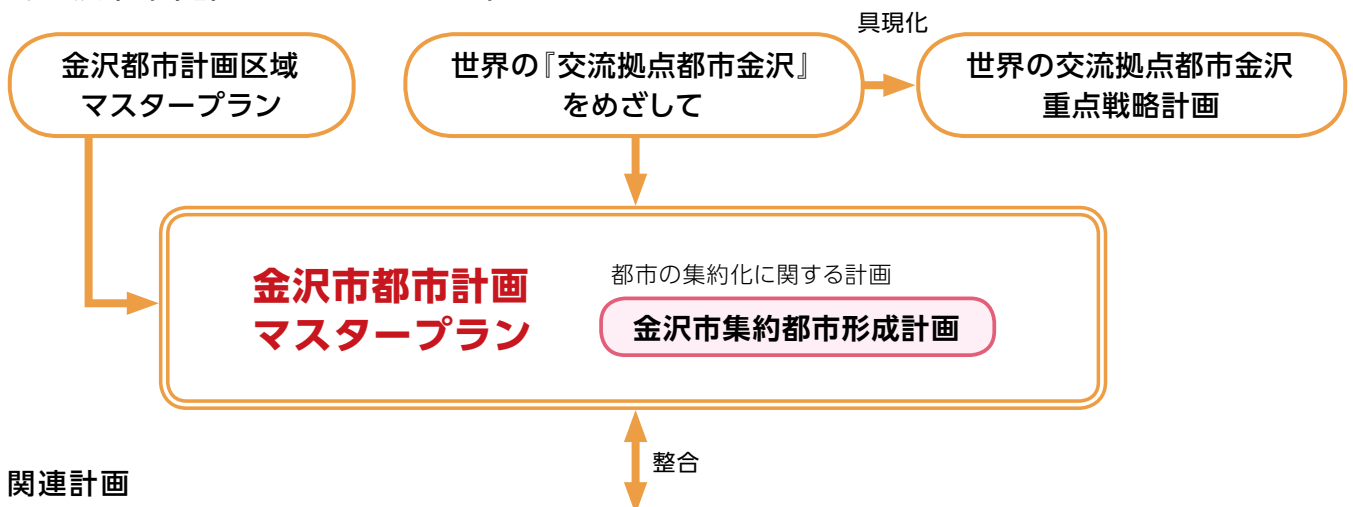 具現化
金沢都市計画区域
マスタープラン
世界の『交流拠点都市金沢』
をめざして
世界の交流拠点都市金沢
重点戦略計画
金沢市都市計画
マスタープラン
都市の集約化に関する計画
金沢市集約都市形成計画
整合
関連計画